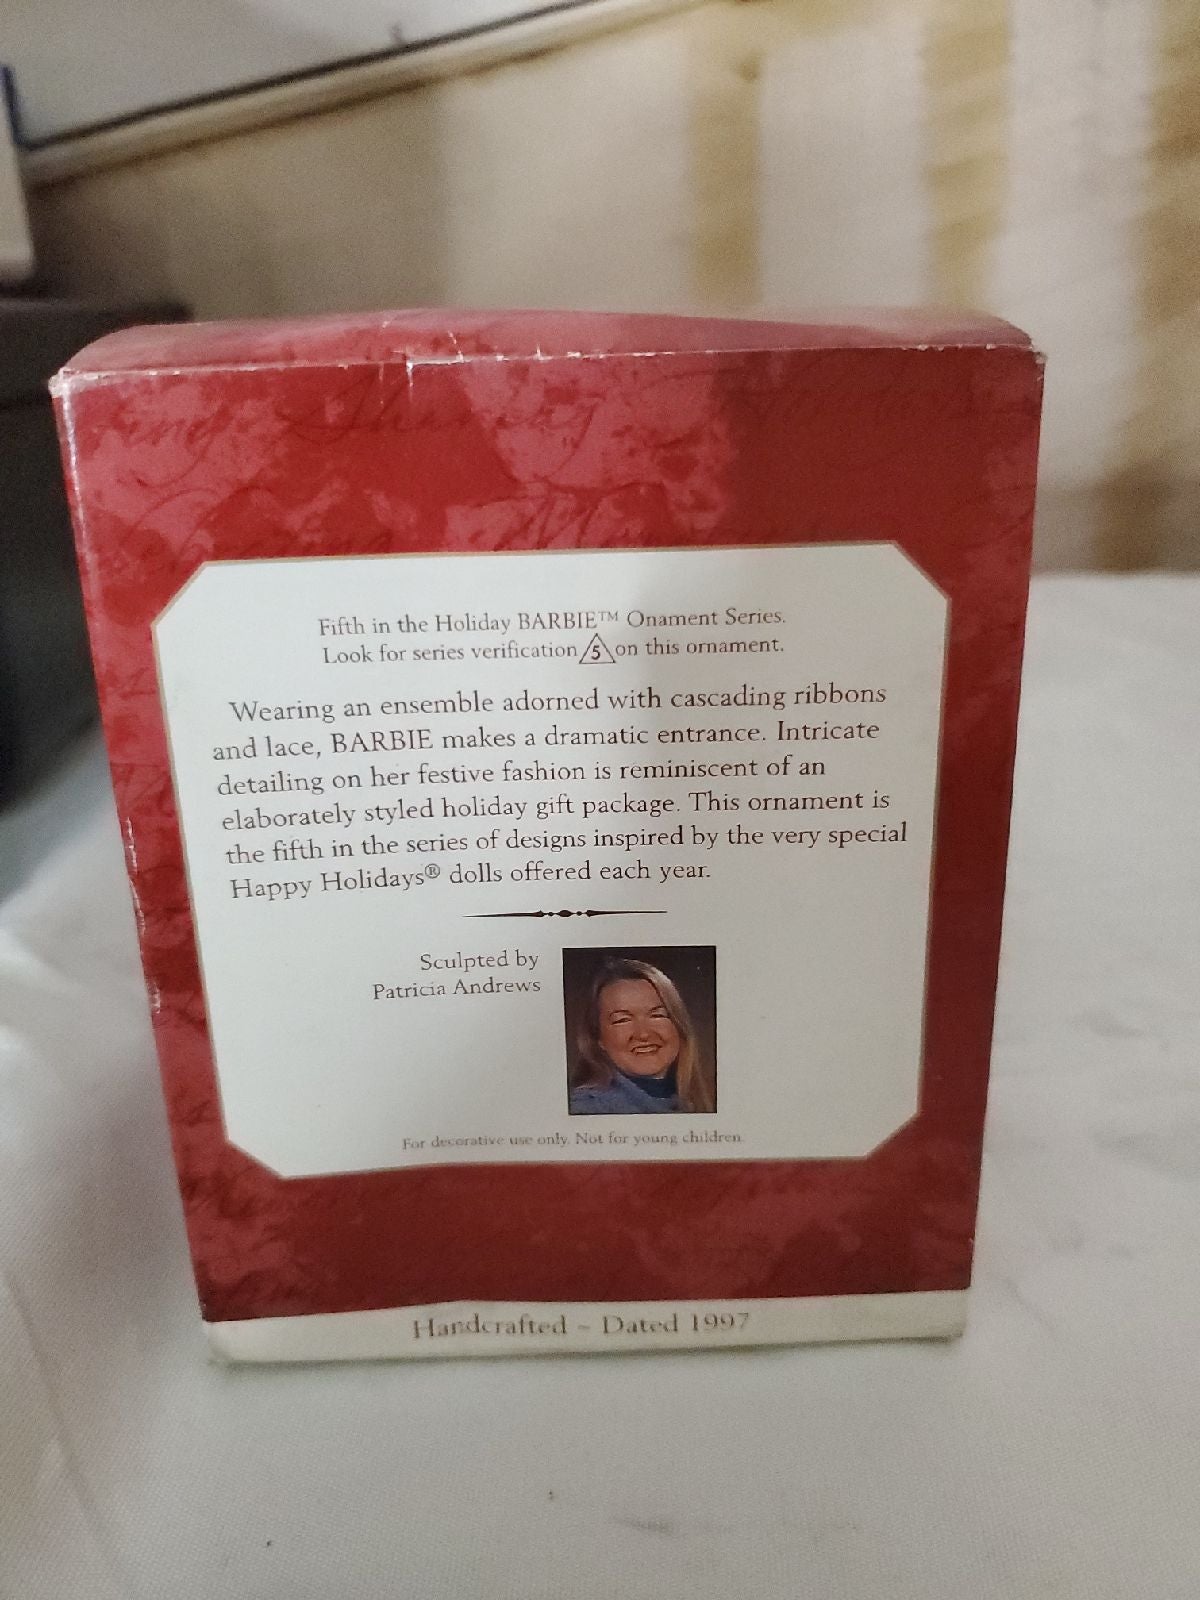 Fifth in the Holiday BARBIE™ Onament Series.
Look for series verification 5 on this ornament.
Wearing an ensemble adorned with cascading ribbons
and lace, BARBIE makes a dramatic entrance. Intricate
detailing on her festive fashion is reminiscent of an
elaborately styled holiday gift package. This ornament is
the fifth in the series of designs inspired by the very special
Happy Holidays® dolls offered each year.
Sculpted by
Patricia Andrews
For decorative use only. Not for young children.
Handcrafted ~ Dated 1997